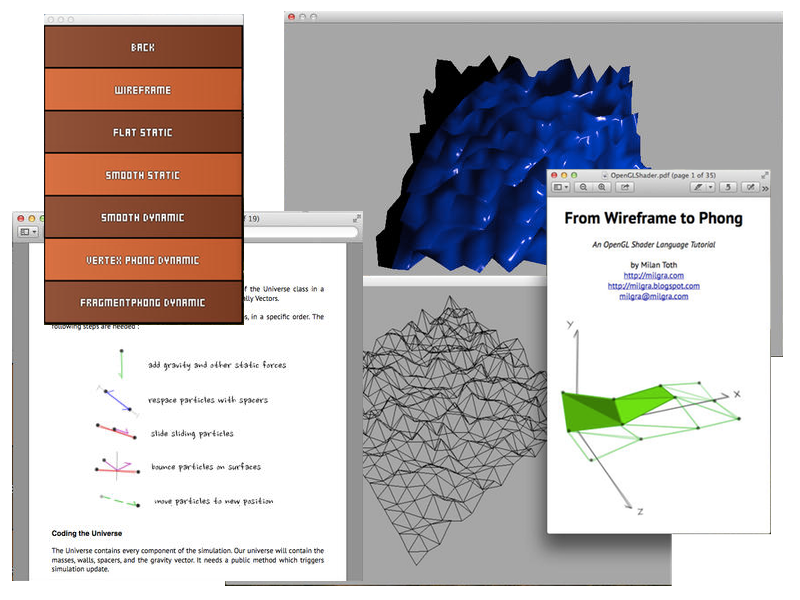 BACK
WIREFRAME
FLAT STATIC
SMOOTH STATIC
SMOOTH DYNAMIC
VERTEX PHONG DYNAMIC
FRAGMENTPHONG DYNAMIC
f 19)
of the Universe class in a
ally Vectors.
s, in a specific order. The
following steps are needed :
add gravity and other static forces
respace particles with spacers
slide sliding particles
bounce particles on surfaces
move particles to new position
Coding the Universe
The Universe contains every component of the simulation. Our universe will contain the
masses, walls, spacers, and the gravity vector. It needs a public method which triggers
simulation update.
OpenGLShader.pdf (page 1 of 35)
From Wireframe to Phong
An OpenGL Shader Language Tutorial
by Milan Toth
http://milgra.com
http://milgra.blogspot.com
milgra@milgra.com
Y
X
Z